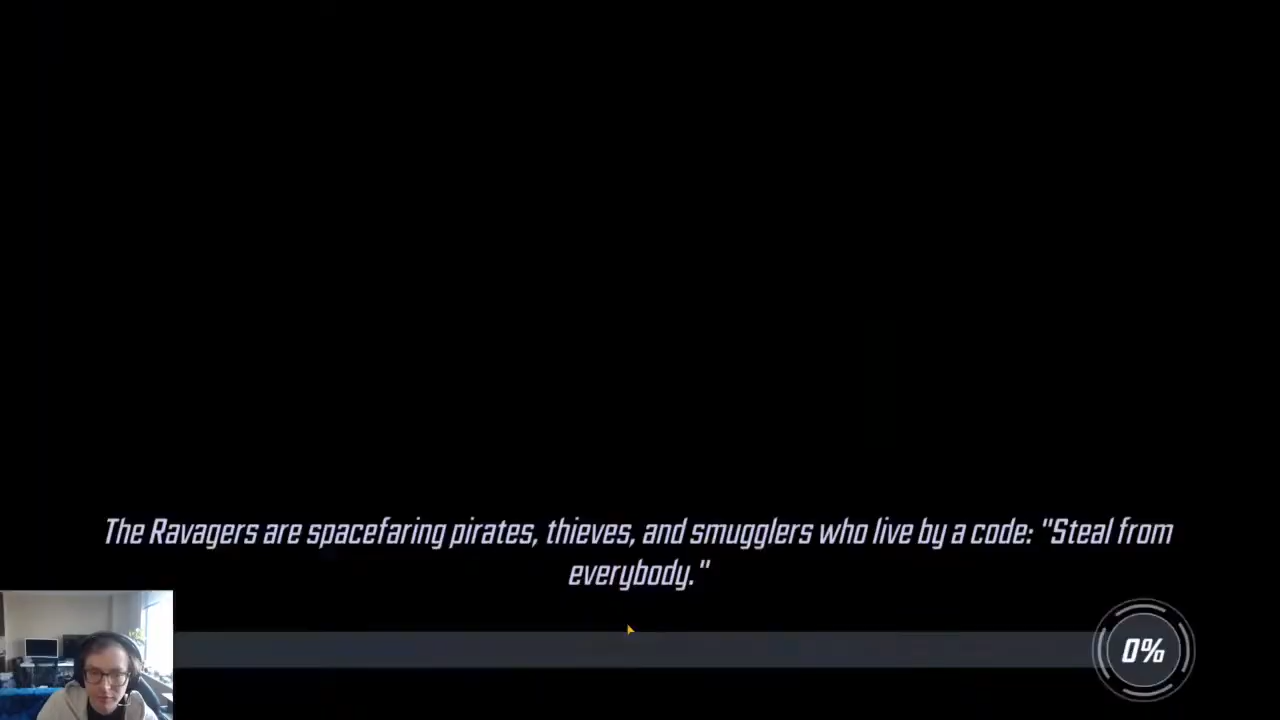 The Ravagers are spacefaring pirates, thieves, and smugglers who live by a code: "Steal from
everybody."
0%